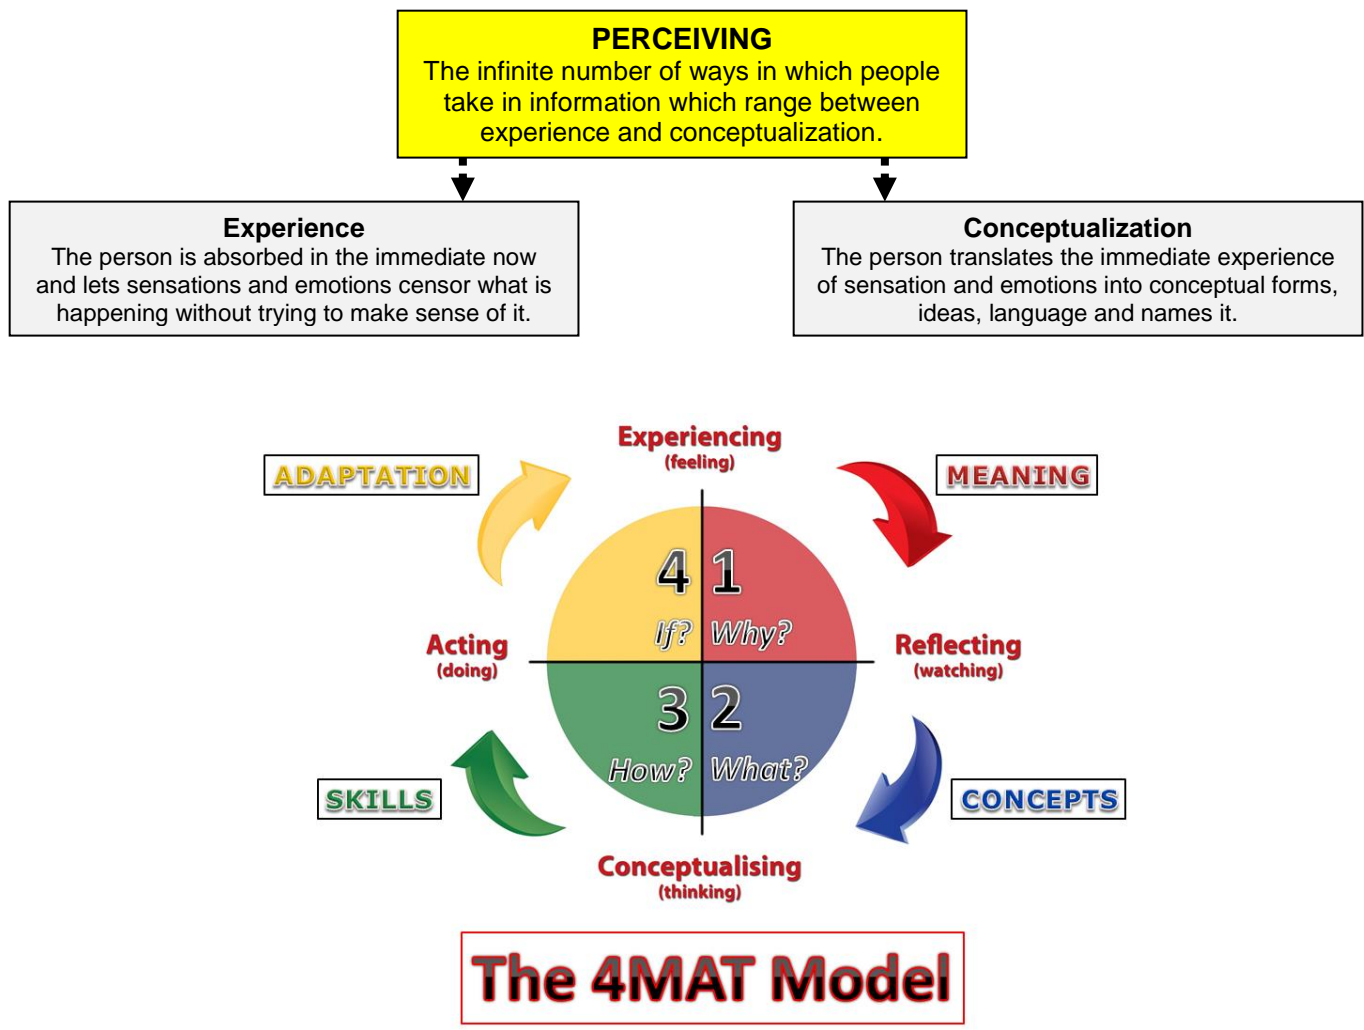 PERCEIVING
The infinite number of ways in which people
take in information which range between
experience and conceptualization.
Experience
The person is absorbed in the immediate now
and lets sensations and emotions censor what is
happening without trying to make sense of it.
Conceptualization
The person translates the immediate experience
of sensation and emotions into conceptual forms,
ideas, language and names it.
Experiencing
(feeling)
ADAPTATION
MEANING
4 1
If? Why?
Acting
(doing)
Reflecting
(watching)
3 2
How? What?
SKILLS
CONCEPTS
Conceptualising
(thinking)
The 4MAT Model